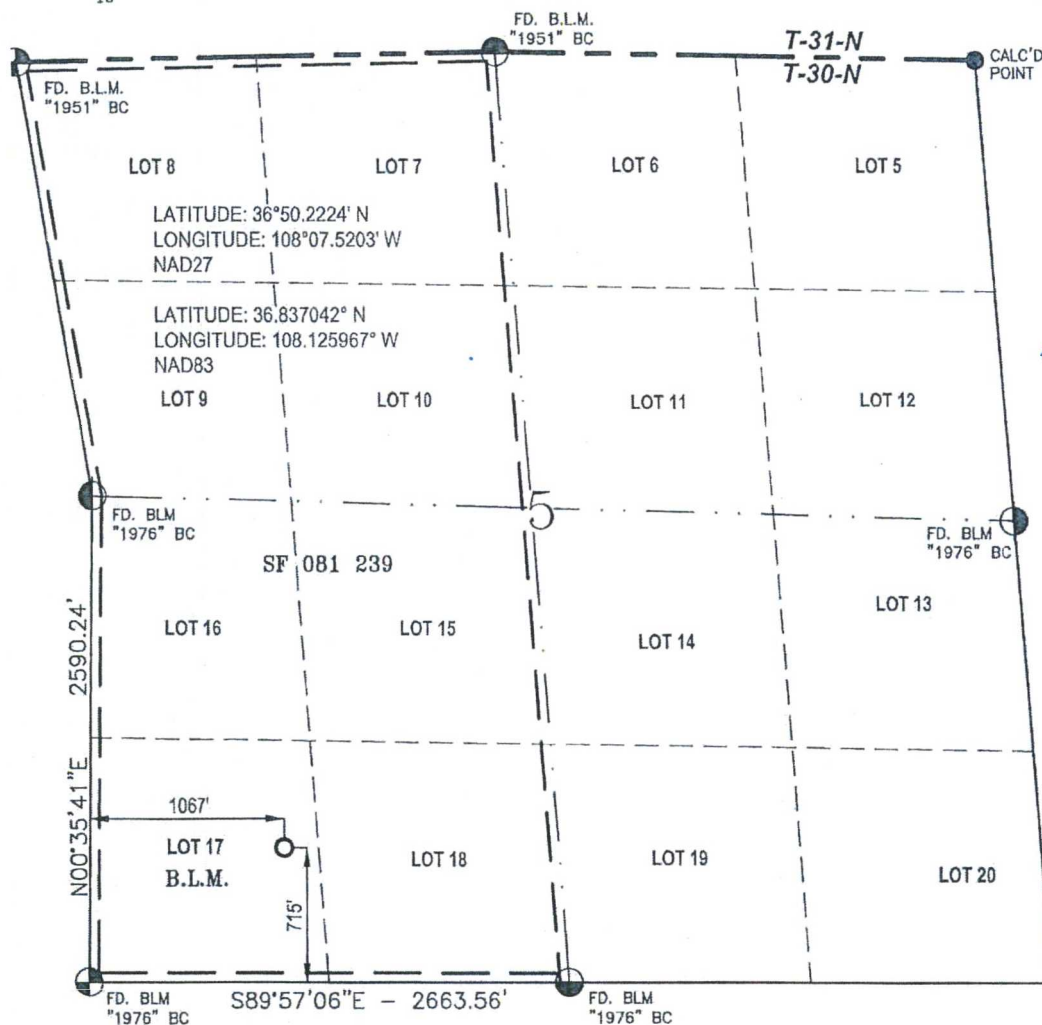 FD. B.L.M.
"1951" BC
T-31-N
T-30-N
CALC'D
POINT
FD. B.L.M.
"1951" BC
LOT 8
LOT 7
LOT 6
LOT 5
LATITUDE: 36°50.2224' N
LONGITUDE: 108°07.5203' W
NAD27
LATITUDE: 36.837042° N
LONGITUDE: 108.125967° W
NAD83
LOT 9
LOT 10
LOT 11
LOT 12
5
FD. BLM
"1976" BC
FD. BLM
"1976" BC
SF 081 239
LOT 16
LOT 15
LOT 14
LOT 13
2590.24'
N00°35'41"E
1067'
LOT 17
B.L.M.
715'
LOT 18
LOT 19
LOT 20
FD. BLM
"1976" BC
S89°57'06"E - 2663.56'
FD. BLM
"1976" BC